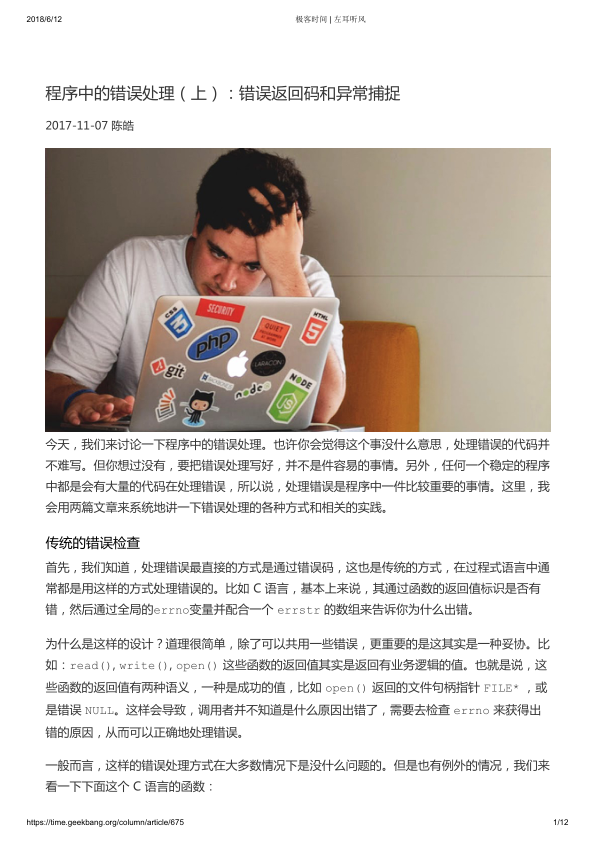 2018/6/12
极客时间 | 左耳听风
程序中的错误处理（上）：错误返回码和异常捕捉
2017-11-07 陈皓
CSS
SECURITY
HTML
5
php
QUIET
LARACON
git
node
NODE
JS
今天，我们来讨论一下程序中的错误处理。也许你会觉得这个事没什么意思，处理错误的代码并
不难写。但你想过没有，要把错误处理写好，并不是件容易的事情。另外，任何一个稳定的程序
中都是会有大量的代码在处理错误，所以说，处理错误是程序中一件比较重要的事情。这里，我
会用两篇文章来系统地讲一下错误处理的各种方式和相关的实践。
传统的错误检查
首先，我们知道，处理错误最直接的方式是通过错误码，这也是传统的方式，在过程式语言中通
常都是用这样的方式处理错误的。比如 C 语言，基本上来说，其通过函数的返回值标识是否有
错，然后通过全局的errno变量并配合一个 errstr 的数组来告诉你为什么出错。
为什么是这样的设计？道理很简单，除了可以共用一些错误，更重要的是这其实是一种妥协。比
如：read(), write(), open() 这些函数的返回值其实是返回有业务逻辑的值。也就是说，这
些函数的返回值有两种语义，一种是成功的值，比如 open() 返回的文件句柄指针 FILE* ，或
是错误 NULL。这样会导致，调用者并不知道是什么原因出错了，需要去检查 errno 来获得出
错的原因，从而可以正确地处理错误。
一般而言，这样的错误处理方式在大多数情况下是没什么问题的。但是也有例外的情况，我们来
看一下下面这个 C 语言的函数：
https://time.geekbang.org/column/article/675
1/12